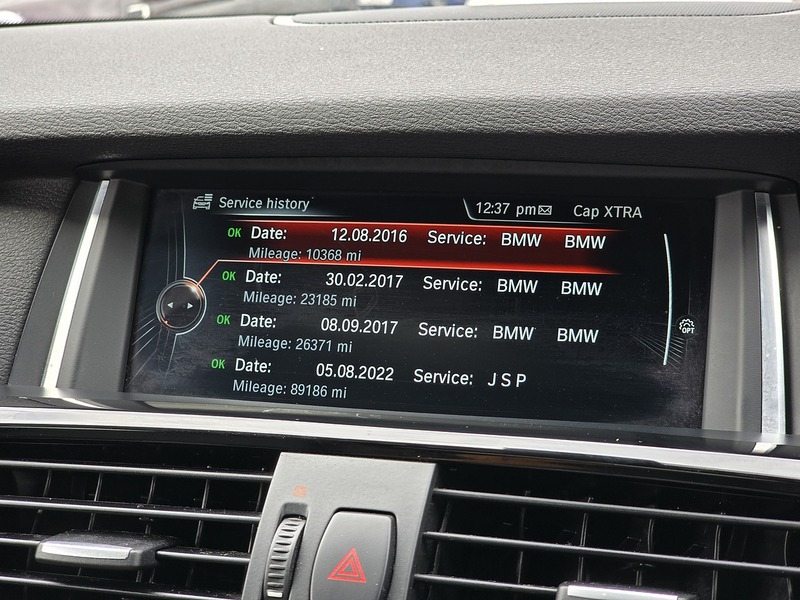 Service history 12:37 pm Cap XTRA
OK Date: 12.08.2016 Service: BMW BMW
Mileage: 10368 mi
OK Date: 30.02.2017 Service: BMW BMW
Mileage: 23185 mi
OK Date: 08.09.2017 Service: BMW BMW
Mileage: 26371 mi
OK Date: 05.08.2022 Service: J S P
Mileage: 89186 mi
OPT